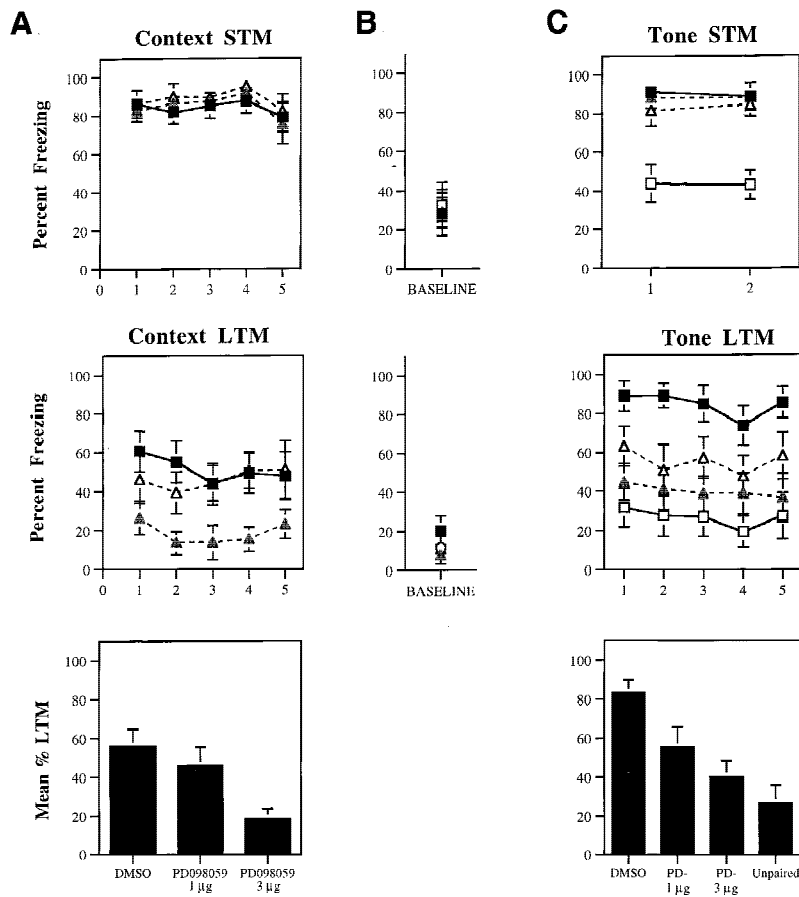 A
B
C
Context STM
Tone STM
Percent Freezing
100
80
60
40
20
0
0 1 2 3 4 5
100
80
60
40
20
0
BASELINE
100
80
60
40
20
0
1 2
Context LTM
Tone LTM
Percent Freezing
100
80
60
40
20
0
0 1 2 3 4 5
100
80
60
40
20
0
BASELINE
100
80
60
40
20
0
1 2 3 4 5
Mean % LTM
100
80
60
40
20
0
DMSO PD098059 PD098059
1 µg 3 µg
100
80
60
40
20
0
DMSO PD- PD- Unpaired
1 µg 3 µg